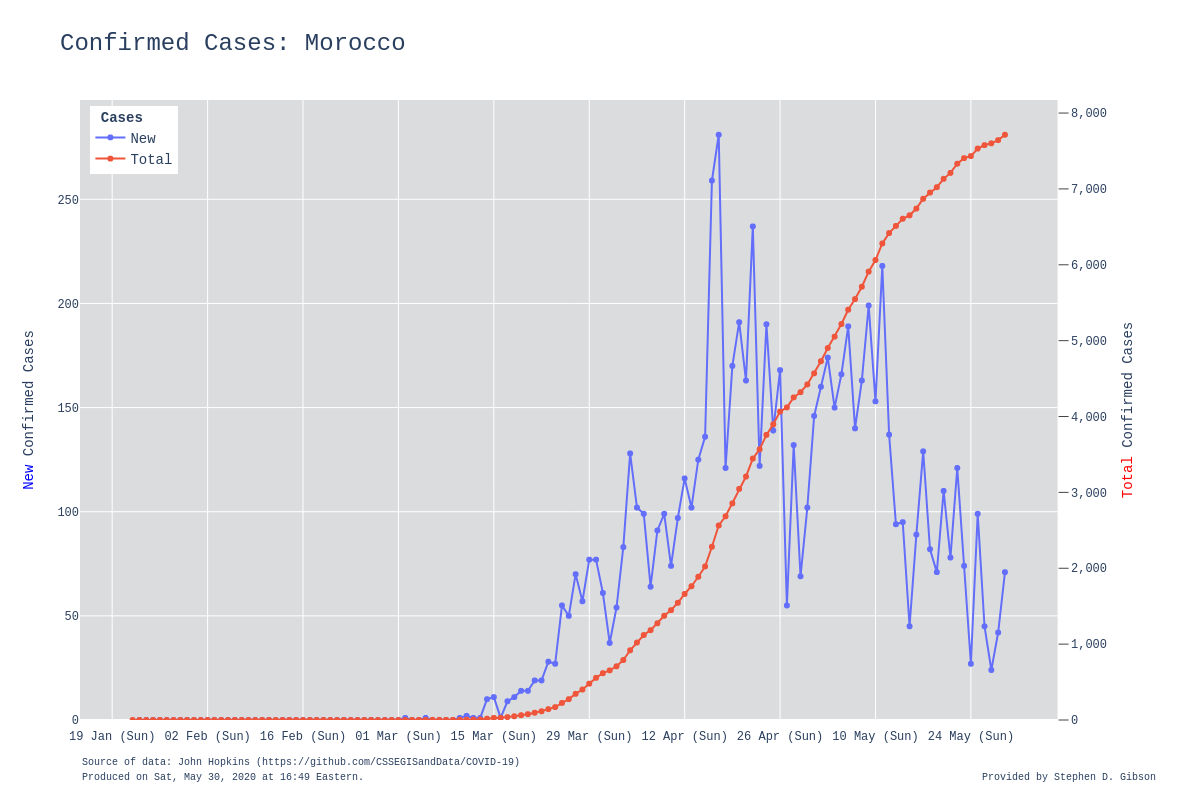 Confirmed Cases: Morocco
Cases
New
Total
8,000
7,000
6,000
5,000
4,000
3,000
2,000
1,000
0
250
200
150
100
50
0
New Confirmed Cases
Total Confirmed Cases
19 Jan (Sun) 02 Feb (Sun) 16 Feb (Sun) 01 Mar (Sun) 15 Mar (Sun) 29 Mar (Sun) 12 Apr (Sun) 26 Apr (Sun) 10 May (Sun) 24 May (Sun)
Source of data: John Hopkins (https://github.com/CSSEGISandData/COVID-19)
Produced on Sat, May 30, 2020 at 16:49 Eastern.
Provided by Stephen D. Gibson